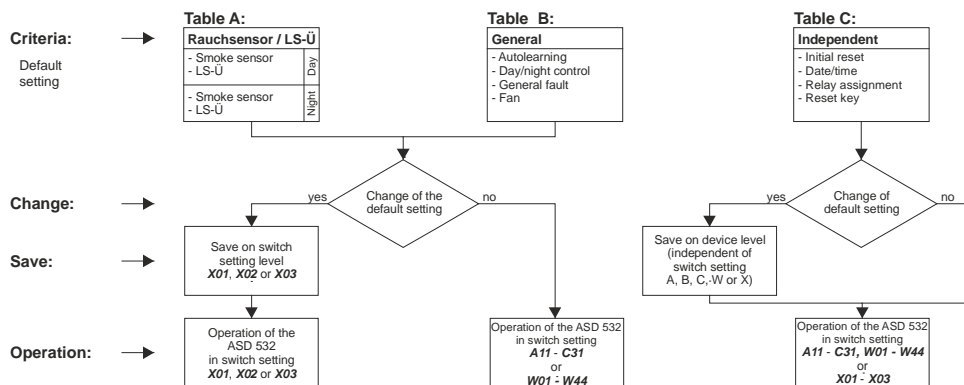 Table A:
Table B:
Table C:
Criteria:
Default
setting
Rauchsensor / LS-Ü
- Smoke sensor
- LS-Ü
Day
- Smoke sensor
- LS-Ü
Night
General
- Autolearning
- Day/night control
- General fault
- Fan
Independent
- Initial reset
- Date/time
- Relay assignment
- Reset key
Change:
yes
Change of the
default setting
no
yes
Change of
default setting
no
Save:
Save on switch
setting level
X01, X02 or X03
Save on device level
(independent of
switch setting
A, B, C, W or X)
Operation:
Operation of the
ASD 532
in switch setting
X01, X02 or X03
Operation of the ASD 532
in switch setting
A11 - C31
or
W01 - W44
Operation of the ASD 532
in switch setting
A11 - C31, W01 - W44
or
X01 - X03